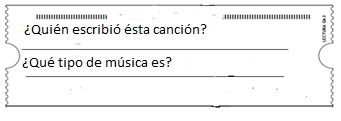 ¿Quién escribió ésta canción?
¿Qué tipo de música es?